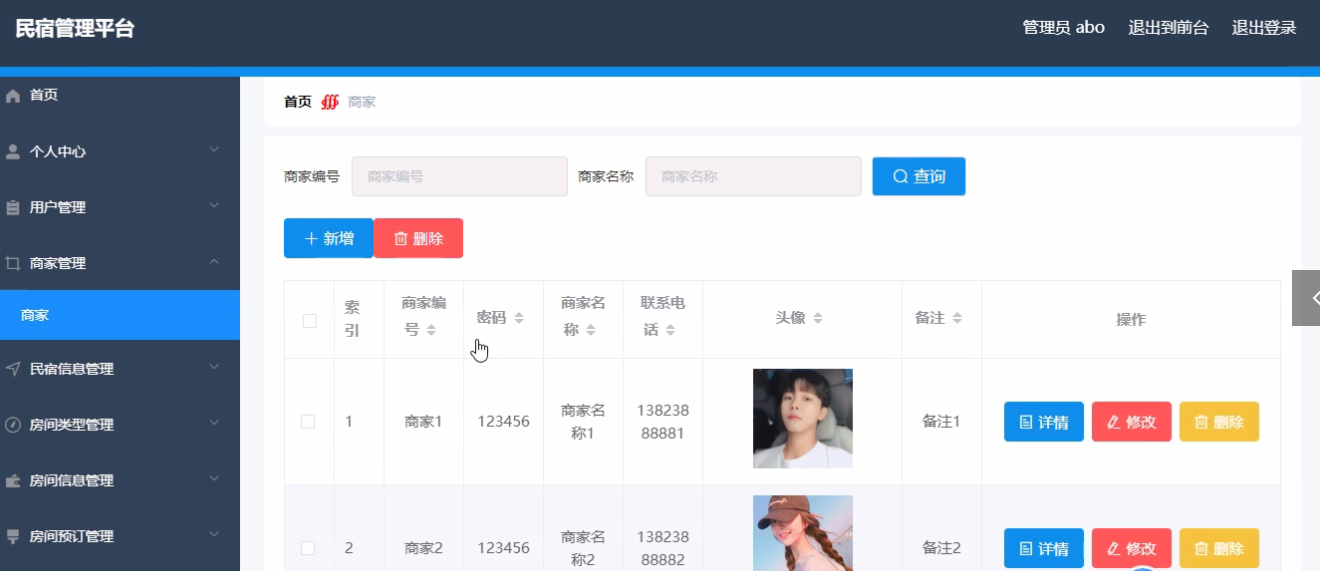 民宿管理平台
管理员 abo 退出到前台 退出登录
首页
个人中心
用户管理
商家管理
商家
民宿信息管理
房间类型管理
房间信息管理
房间预订管理
首页 商家
商家编号 商家编号 商家名称 商家名称 查询
新增 删除
索引 商家编号 密码 商家名称 联系电话 头像 备注 操作
1 商家1 123456 商家名称1 13823888881 备注1 详情 修改 删除
2 商家2 123456 商家名称2 13823888882 备注2 详情 修改 删除